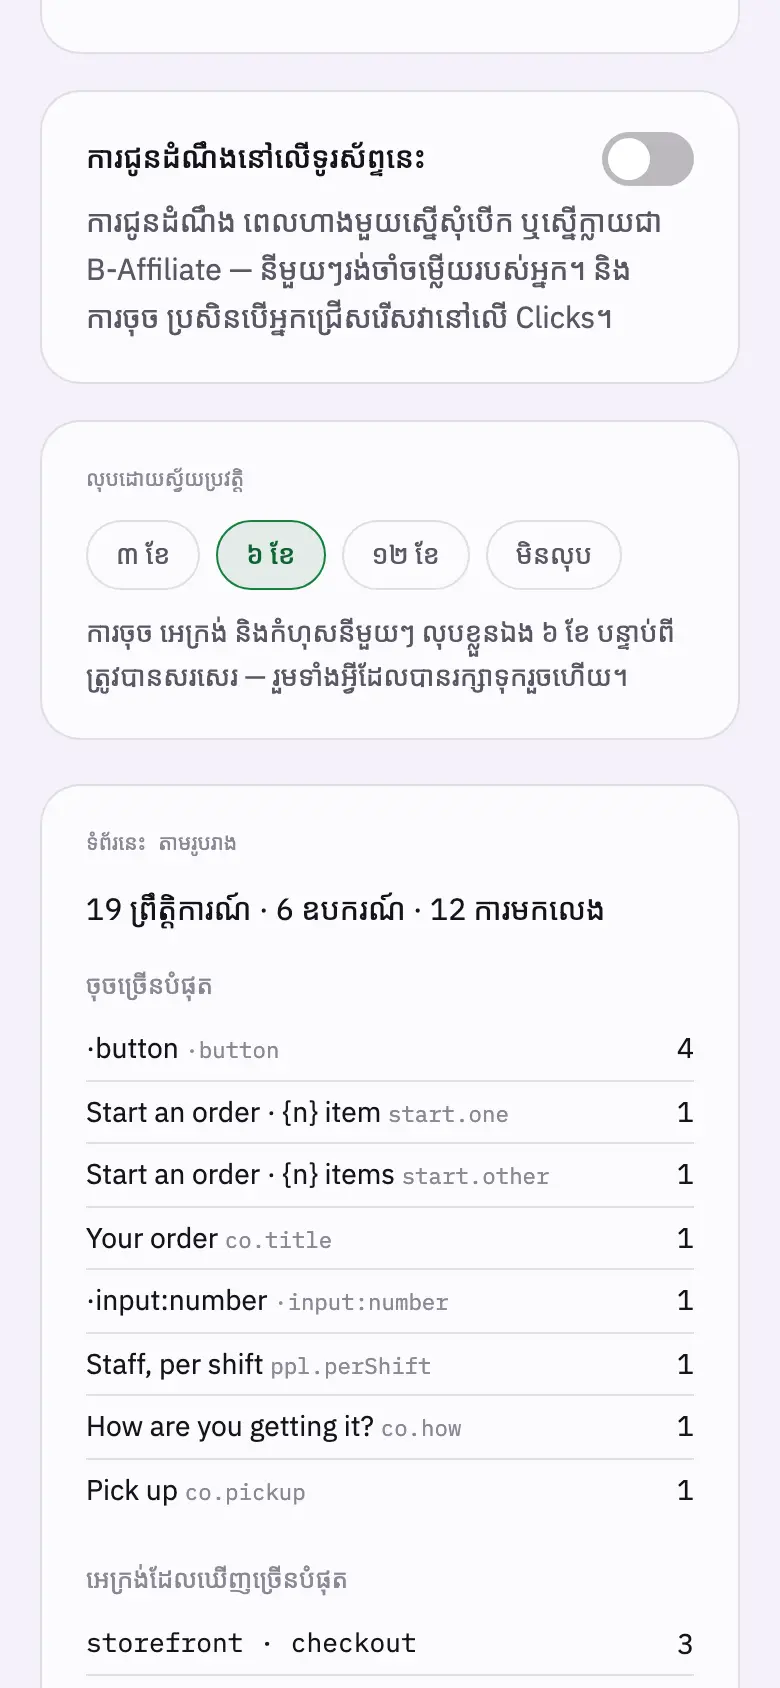 ការជូនដំណឹងនៅលើទូរស័ព្ទនេះ
ការជូនដំណឹង ពេលហាងមួយស្នើសុំបើក ឬស្នើក្លាយជា
B-Affiliate — នីមួយៗរង់ចាំចម្លើយរបស់អ្នក។ និង
ការចុច ប្រសិនបើអ្នកជ្រើសរើសវានៅលើ Clicks។
លុបដោយស្វ័យប្រវត្តិ
៣ ខែ
៦ ខែ
១២ ខែ
មិនលុប
ការចុច អេក្រង់ និងកំហុសនីមួយៗ លុបខ្លួនឯង ៦ ខែ បន្ទាប់ពី
ត្រូវបានសរសេរ — រួមទាំងអ្វីដែលបានរក្សាទុករួចហើយ។
ទំព័រនេះ តាមរូបរាង
19 ព្រឹត្តិការណ៍ · 6 ឧបករណ៍ · 12 ការមកលេង
ចុចច្រើនបំផុត
·button ·button 4
Start an order · {n} item start.one 1
Start an order · {n} items start.other 1
Your order co.title 1
·input:number ·input:number 1
Staff, per shift ppl.perShift 1
How are you getting it? co.how 1
Pick up co.pickup 1
អេក្រង់ដែលឃើញច្រើនបំផុត
storefront · checkout 3